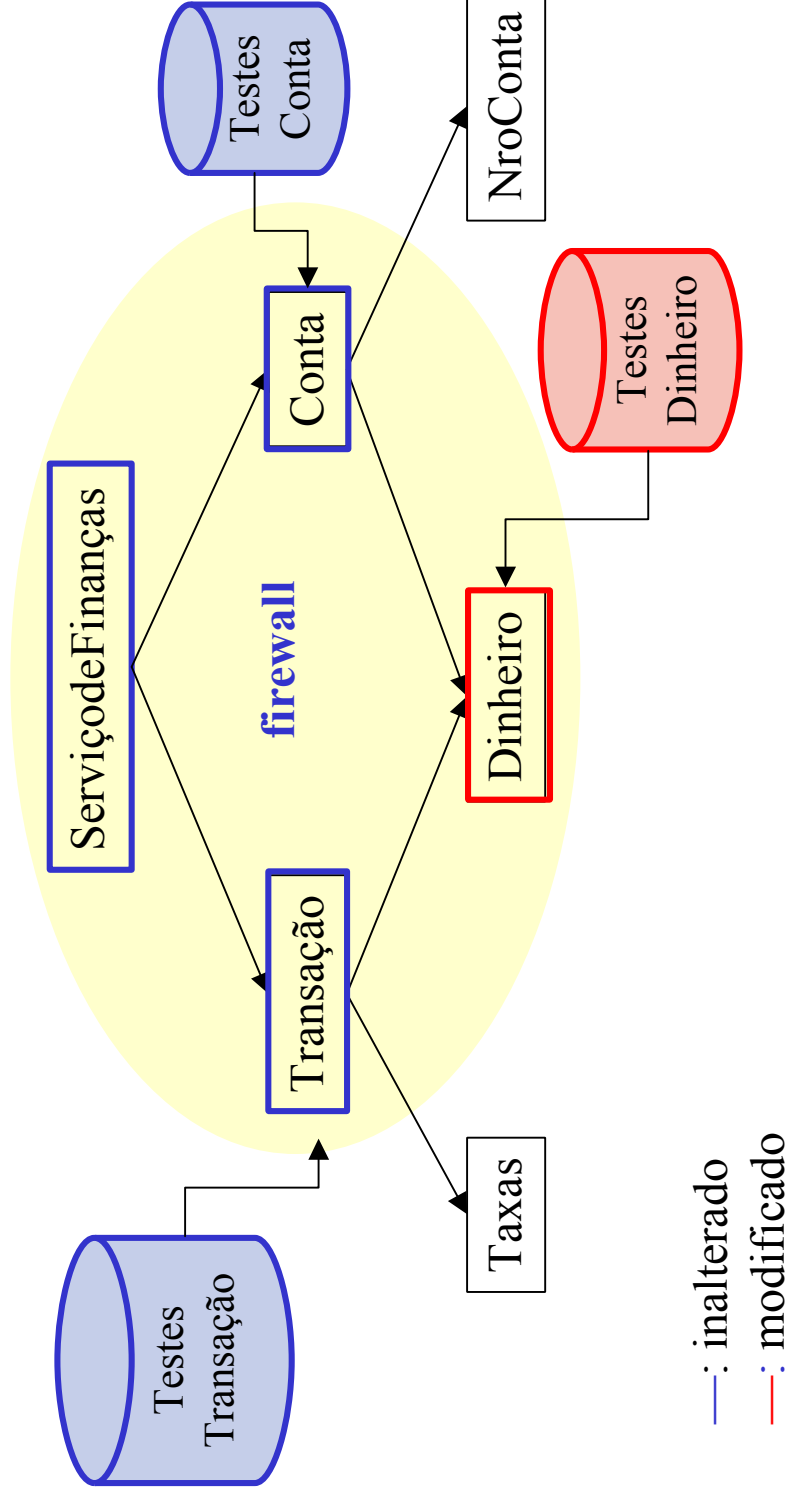 ServiçodeFinanças
Testes
Transação
Transação
firewall
Conta
Testes
Conta
Taxas
Dinheiro
Testes
Dinheiro
NroConta
: inalterado
: modificado